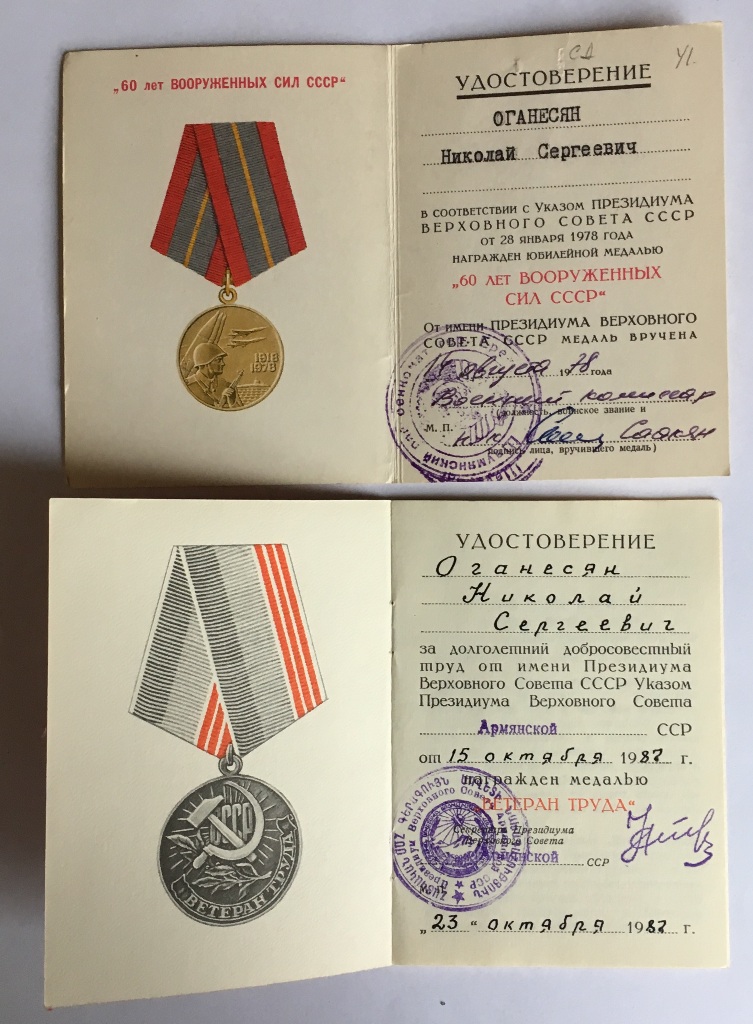 „60 лет ВООРУЖЕННЫХ СИЛ СССР“
1918
1978
УДОСТОВЕРЕНИЕ
ОГАНЕСЯН
Николай Сергеевич
В СООТВЕТСТВИИ С УКАЗОМ ПРЕЗИДИУМА
ВЕРХОВНОГО СОВЕТА СССР
ОТ 28 ЯНВАРЯ 1978 ГОДА
НАГРАЖДЕН ЮБИЛЕЙНОЙ МЕДАЛЬЮ
„60 ЛЕТ ВООРУЖЕННЫХ
СИЛ СССР“
ОТ ИМЕНИ ПРЕЗИДИУМА ВЕРХОВНОГО
СОВЕТА СССР МЕДАЛЬ ВРУЧЕНА
августа 1978 года
Военный комиссар
(должность, воинское звание и
М. П.
Саакян
подпись лица, вручившего медаль)
СССР
ВЕТЕРАН ТРУДА
УДОСТОВЕРЕНИЕ
Оганесян
Николай
Сергеевич
за долголетний добросовестный
труд от имени Президиума
Верховного Совета СССР Указом
Президиума Верховного Совета
Армянской ССР
от 15 октября 1987 г.
награжден медалью
„ВЕТЕРАН ТРУДА“
Секретарь Президиума
Верховного Совета
Армянской ССР
„23“ октября 1987 г.